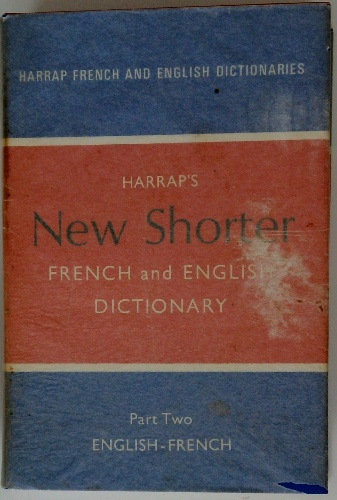 HARRAP FRENCH AND ENGLISH DICTIONARIES
HARRAP'S
New Shorter
FRENCH and ENGLISH
DICTIONARY
Part Two
ENGLISH-FRENCH